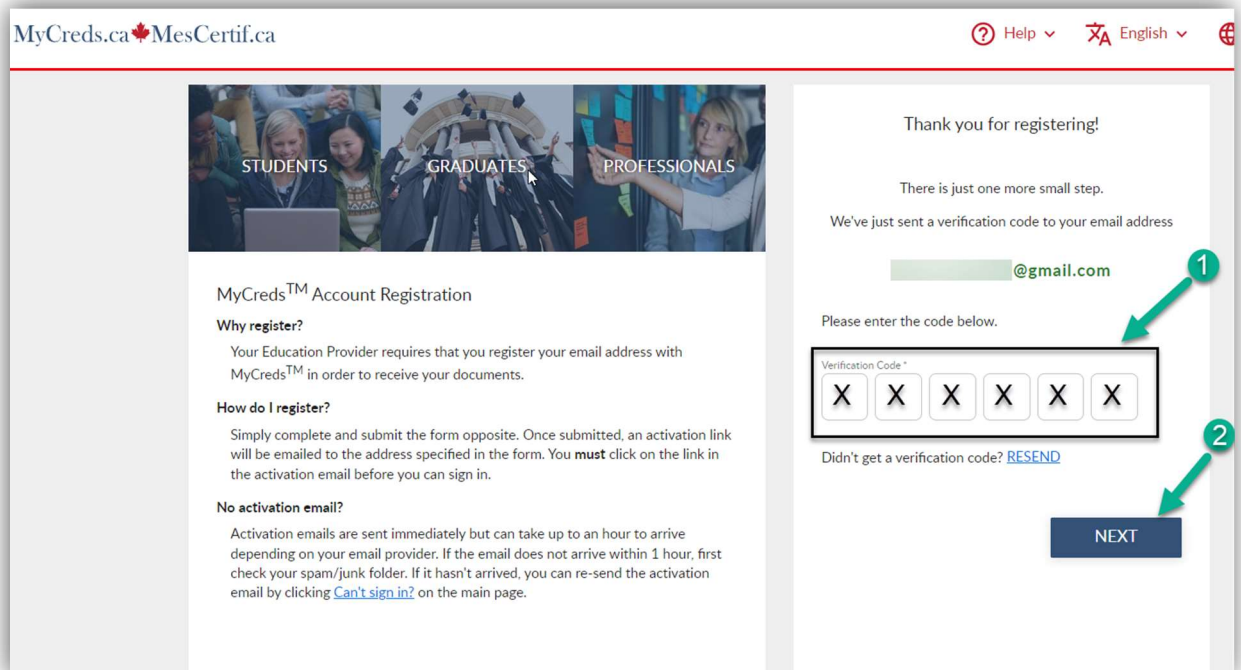 MyCreds.ca MesCertif.ca
? Help
English
STUDENTS
GRADUATES
PROFESSIONALS
MyCreds™ Account Registration
Why register?
Your Education Provider requires that you register your email address with
MyCreds™ in order to receive your documents.
How do I register?
Simply complete and submit the form opposite. Once submitted, an activation link
will be emailed to the address specified in the form. You must click on the link in
the activation email before you can sign in.
No activation email?
Activation emails are sent immediately but can take up to an hour to arrive
depending on your email provider. If the email does not arrive within 1 hour, first
check your spam/junk folder. If it hasn't arrived, you can re-send the activation
email by clicking Can't sign in? on the main page.
Thank you for registering!
There is just one more small step.
We've just sent a verification code to your email address
@gmail.com
1
Please enter the code below.
Verification Code *
X X X X X X
2
Didn't get a verification code? RESEND
NEXT